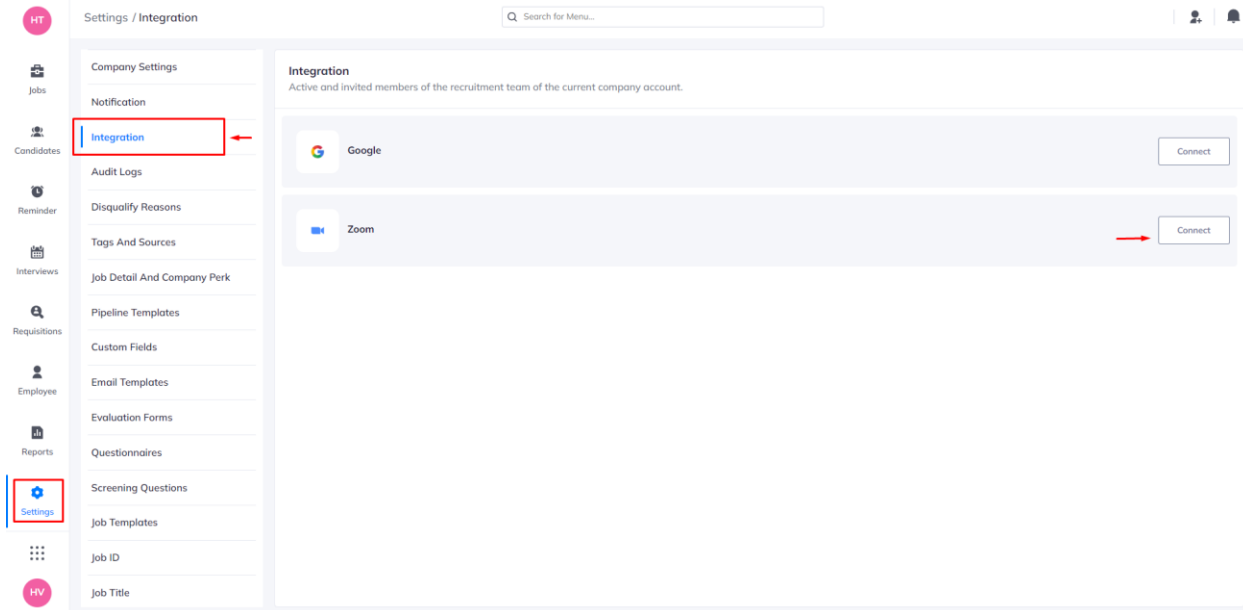 HT
Settings / Integration
Search for Menu...
Jobs
Candidates
Reminder
Interviews
Requisitions
Employee
Reports
Settings
HV
Company Settings
Notification
Integration
Audit Logs
Disqualify Reasons
Tags And Sources
Job Detail And Company Perk
Pipeline Templates
Custom Fields
Email Templates
Evaluation Forms
Questionnaires
Screening Questions
Job Templates
Job ID
Job Title
Integration
Active and invited members of the recruitment team of the current company account.
Google
Connect
Zoom
Connect